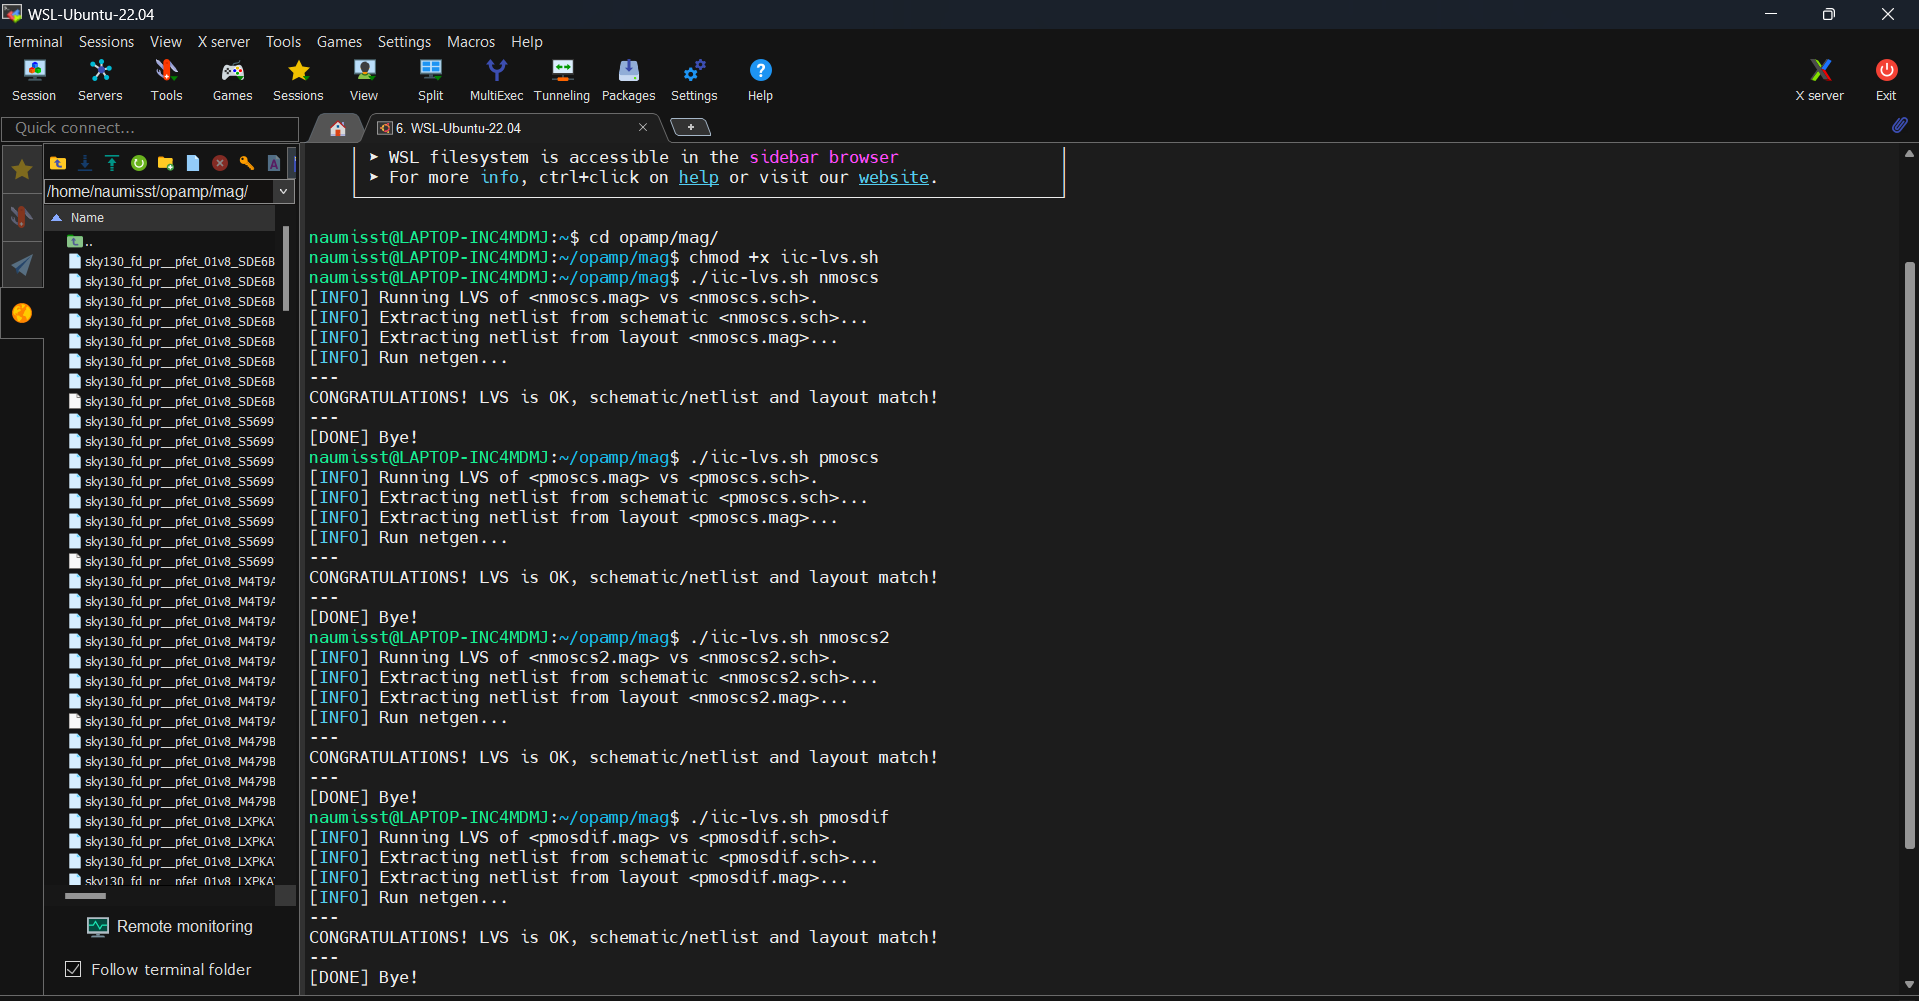 WSL-Ubuntu-22.04
Terminal Sessions View X server Tools Games Settings Macros Help
Session Servers Tools Games Sessions View Split MultiExec Tunneling Packages Settings Help X server Exit
Quick connect...
6. WSL-Ubuntu-22.04
/home/naumisst/opamp/mag/
Name
..
sky130_fd_pr__pfet_01v8_SDE6B
sky130_fd_pr__pfet_01v8_SDE6B
sky130_fd_pr__pfet_01v8_SDE6B
sky130_fd_pr__pfet_01v8_SDE6B
sky130_fd_pr__pfet_01v8_SDE6B
sky130_fd_pr__pfet_01v8_SDE6B
sky130_fd_pr__pfet_01v8_SDE6B
sky130_fd_pr__pfet_01v8_SDE6B
sky130_fd_pr__pfet_01v8_S5699
sky130_fd_pr__pfet_01v8_S5699
sky130_fd_pr__pfet_01v8_S5699
sky130_fd_pr__pfet_01v8_S5699
sky130_fd_pr__pfet_01v8_S5699
sky130_fd_pr__pfet_01v8_S5699
sky130_fd_pr__pfet_01v8_S5699
sky130_fd_pr__pfet_01v8_S5699
sky130_fd_pr__pfet_01v8_M4T9A
sky130_fd_pr__pfet_01v8_M4T9A
sky130_fd_pr__pfet_01v8_M4T9A
sky130_fd_pr__pfet_01v8_M4T9A
sky130_fd_pr__pfet_01v8_M4T9A
sky130_fd_pr__pfet_01v8_M4T9A
sky130_fd_pr__pfet_01v8_M4T9A
sky130_fd_pr__pfet_01v8_M4T9A
sky130_fd_pr__pfet_01v8_M479B
sky130_fd_pr__pfet_01v8_M479B
sky130_fd_pr__pfet_01v8_M479B
sky130_fd_pr__pfet_01v8_M479B
sky130_fd_pr__pfet_01v8_LXPKA
sky130_fd_pr__pfet_01v8_LXPKA
sky130_fd_pr__pfet_01v8_LXPKA
sky130_fd_pr__pfet_01v8_LXPKA
Remote monitoring
Follow terminal folder
➤ WSL filesystem is accessible in the sidebar browser
➤ For more info, ctrl+click on help or visit our website.
naumisst@LAPTOP-INC4MDMJ:~$ cd opamp/mag/
naumisst@LAPTOP-INC4MDMJ:~/opamp/mag$ chmod +x iic-lvs.sh
naumisst@LAPTOP-INC4MDMJ:~/opamp/mag$ ./iic-lvs.sh nmoscs
[INFO] Running LVS of <nmoscs.mag> vs <nmoscs.sch>.
[INFO] Extracting netlist from schematic <nmoscs.sch>...
[INFO] Extracting netlist from layout <nmoscs.mag>...
[INFO] Run netgen...
---
CONGRATULATIONS! LVS is OK, schematic/netlist and layout match!
---
[DONE] Bye!
naumisst@LAPTOP-INC4MDMJ:~/opamp/mag$ ./iic-lvs.sh pmoscs
[INFO] Running LVS of <pmoscs.mag> vs <pmoscs.sch>.
[INFO] Extracting netlist from schematic <pmoscs.sch>...
[INFO] Extracting netlist from layout <pmoscs.mag>...
[INFO] Run netgen...
---
CONGRATULATIONS! LVS is OK, schematic/netlist and layout match!
---
[DONE] Bye!
naumisst@LAPTOP-INC4MDMJ:~/opamp/mag$ ./iic-lvs.sh nmoscs2
[INFO] Running LVS of <nmoscs2.mag> vs <nmoscs2.sch>.
[INFO] Extracting netlist from schematic <nmoscs2.sch>...
[INFO] Extracting netlist from layout <nmoscs2.mag>...
[INFO] Run netgen...
---
CONGRATULATIONS! LVS is OK, schematic/netlist and layout match!
---
[DONE] Bye!
naumisst@LAPTOP-INC4MDMJ:~/opamp/mag$ ./iic-lvs.sh pmosdif
[INFO] Running LVS of <pmosdif.mag> vs <pmosdif.sch>.
[INFO] Extracting netlist from schematic <pmosdif.sch>...
[INFO] Extracting netlist from layout <pmosdif.mag>...
[INFO] Run netgen...
---
CONGRATULATIONS! LVS is OK, schematic/netlist and layout match!
---
[DONE] Bye!